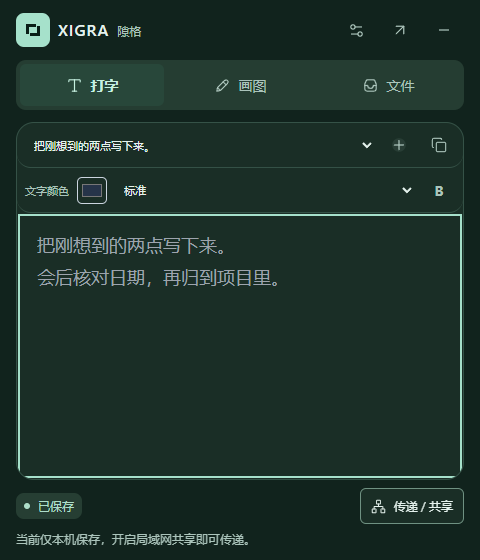 XIGRA 隐格
打字 画图 文件
把刚想到的两点写下来。
文字颜色 标准 B
把刚想到的两点写下来。
会后核对日期，再归到项目里。
已保存 传递 / 共享
当前仅本机保存，开启局域网共享即可传递。